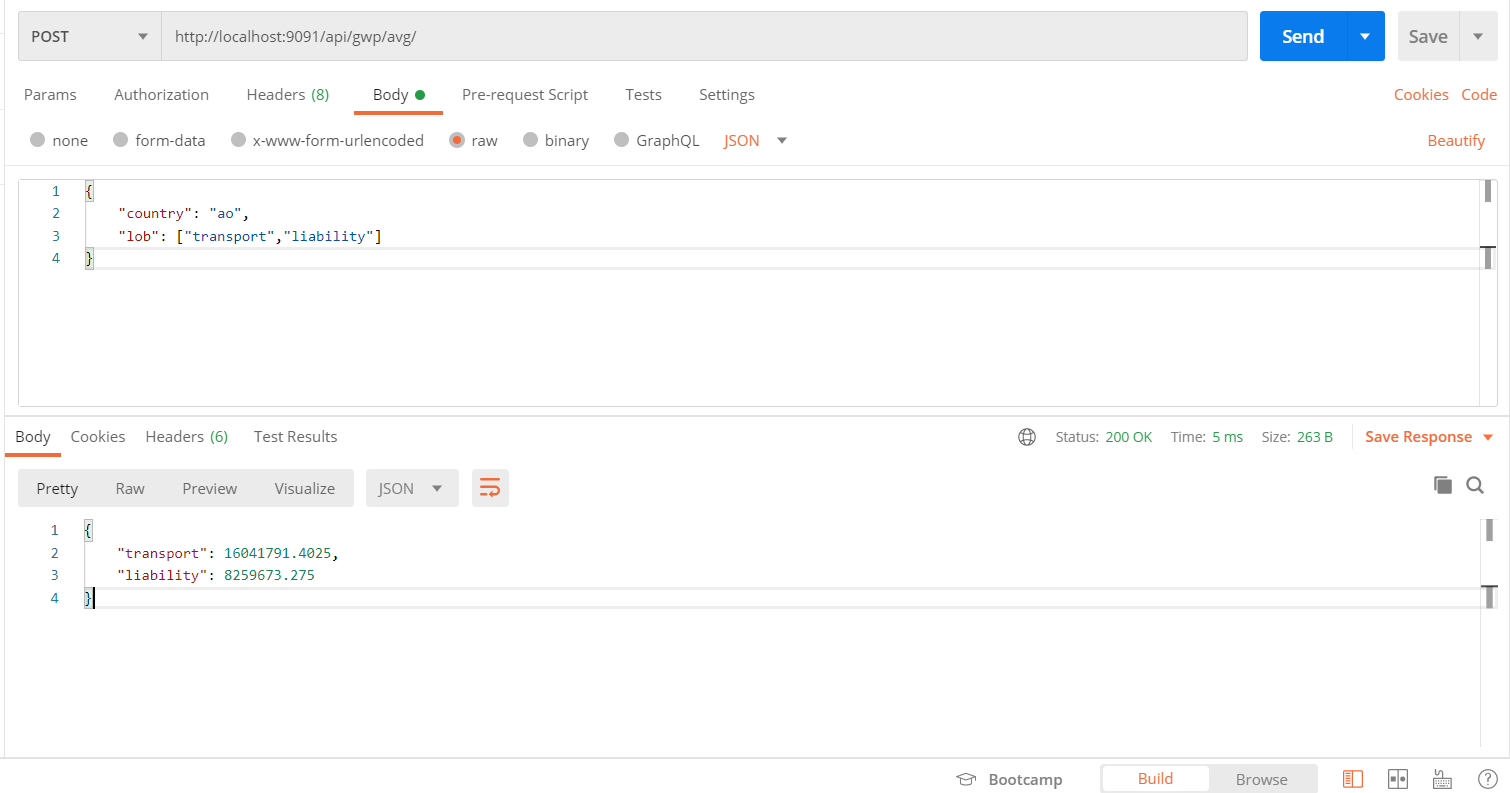 POST http://localhost:9091/api/gwp/avg/ Send Save
Params Authorization Headers (8) Body Pre-request Script Tests Settings Cookies Code
none form-data x-www-form-urlencoded raw binary GraphQL JSON Beautify
1 {
2 "country": "ao",
3 "lob": ["transport","liability"]
4 }
Body Cookies Headers (6) Test Results Status: 200 OK Time: 5 ms Size: 263 B Save Response
Pretty Raw Preview Visualize JSON
1 {
2 "transport": 16041791.4025,
3 "liability": 8259673.275
4 }
Bootcamp Build Browse ?